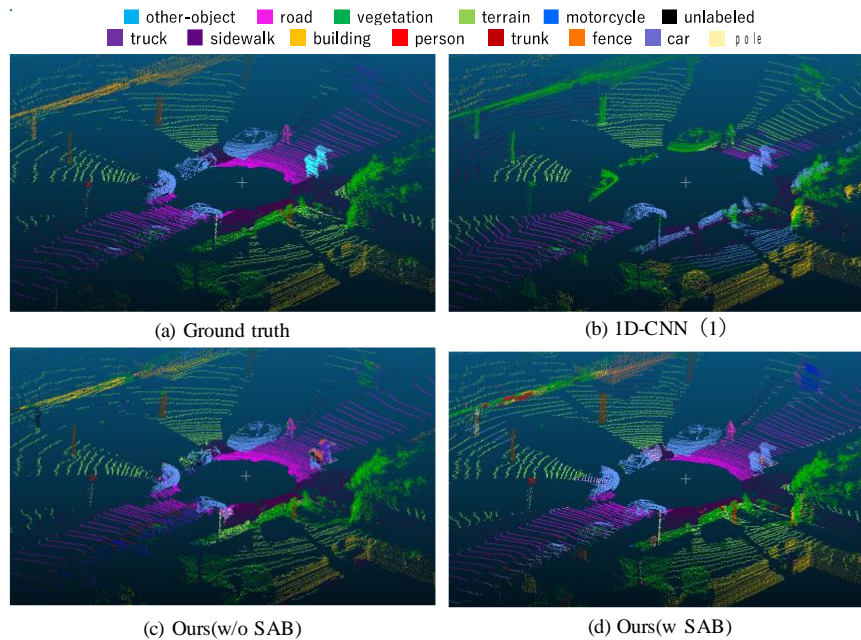 other-object road vegetation terrain motorcycle unlabeled
truck sidewalk building person trunk fence car pole
(a) Ground truth
(b) 1D-CNN（1）
(c) Ours(w/o SAB)
(d) Ours(w SAB)